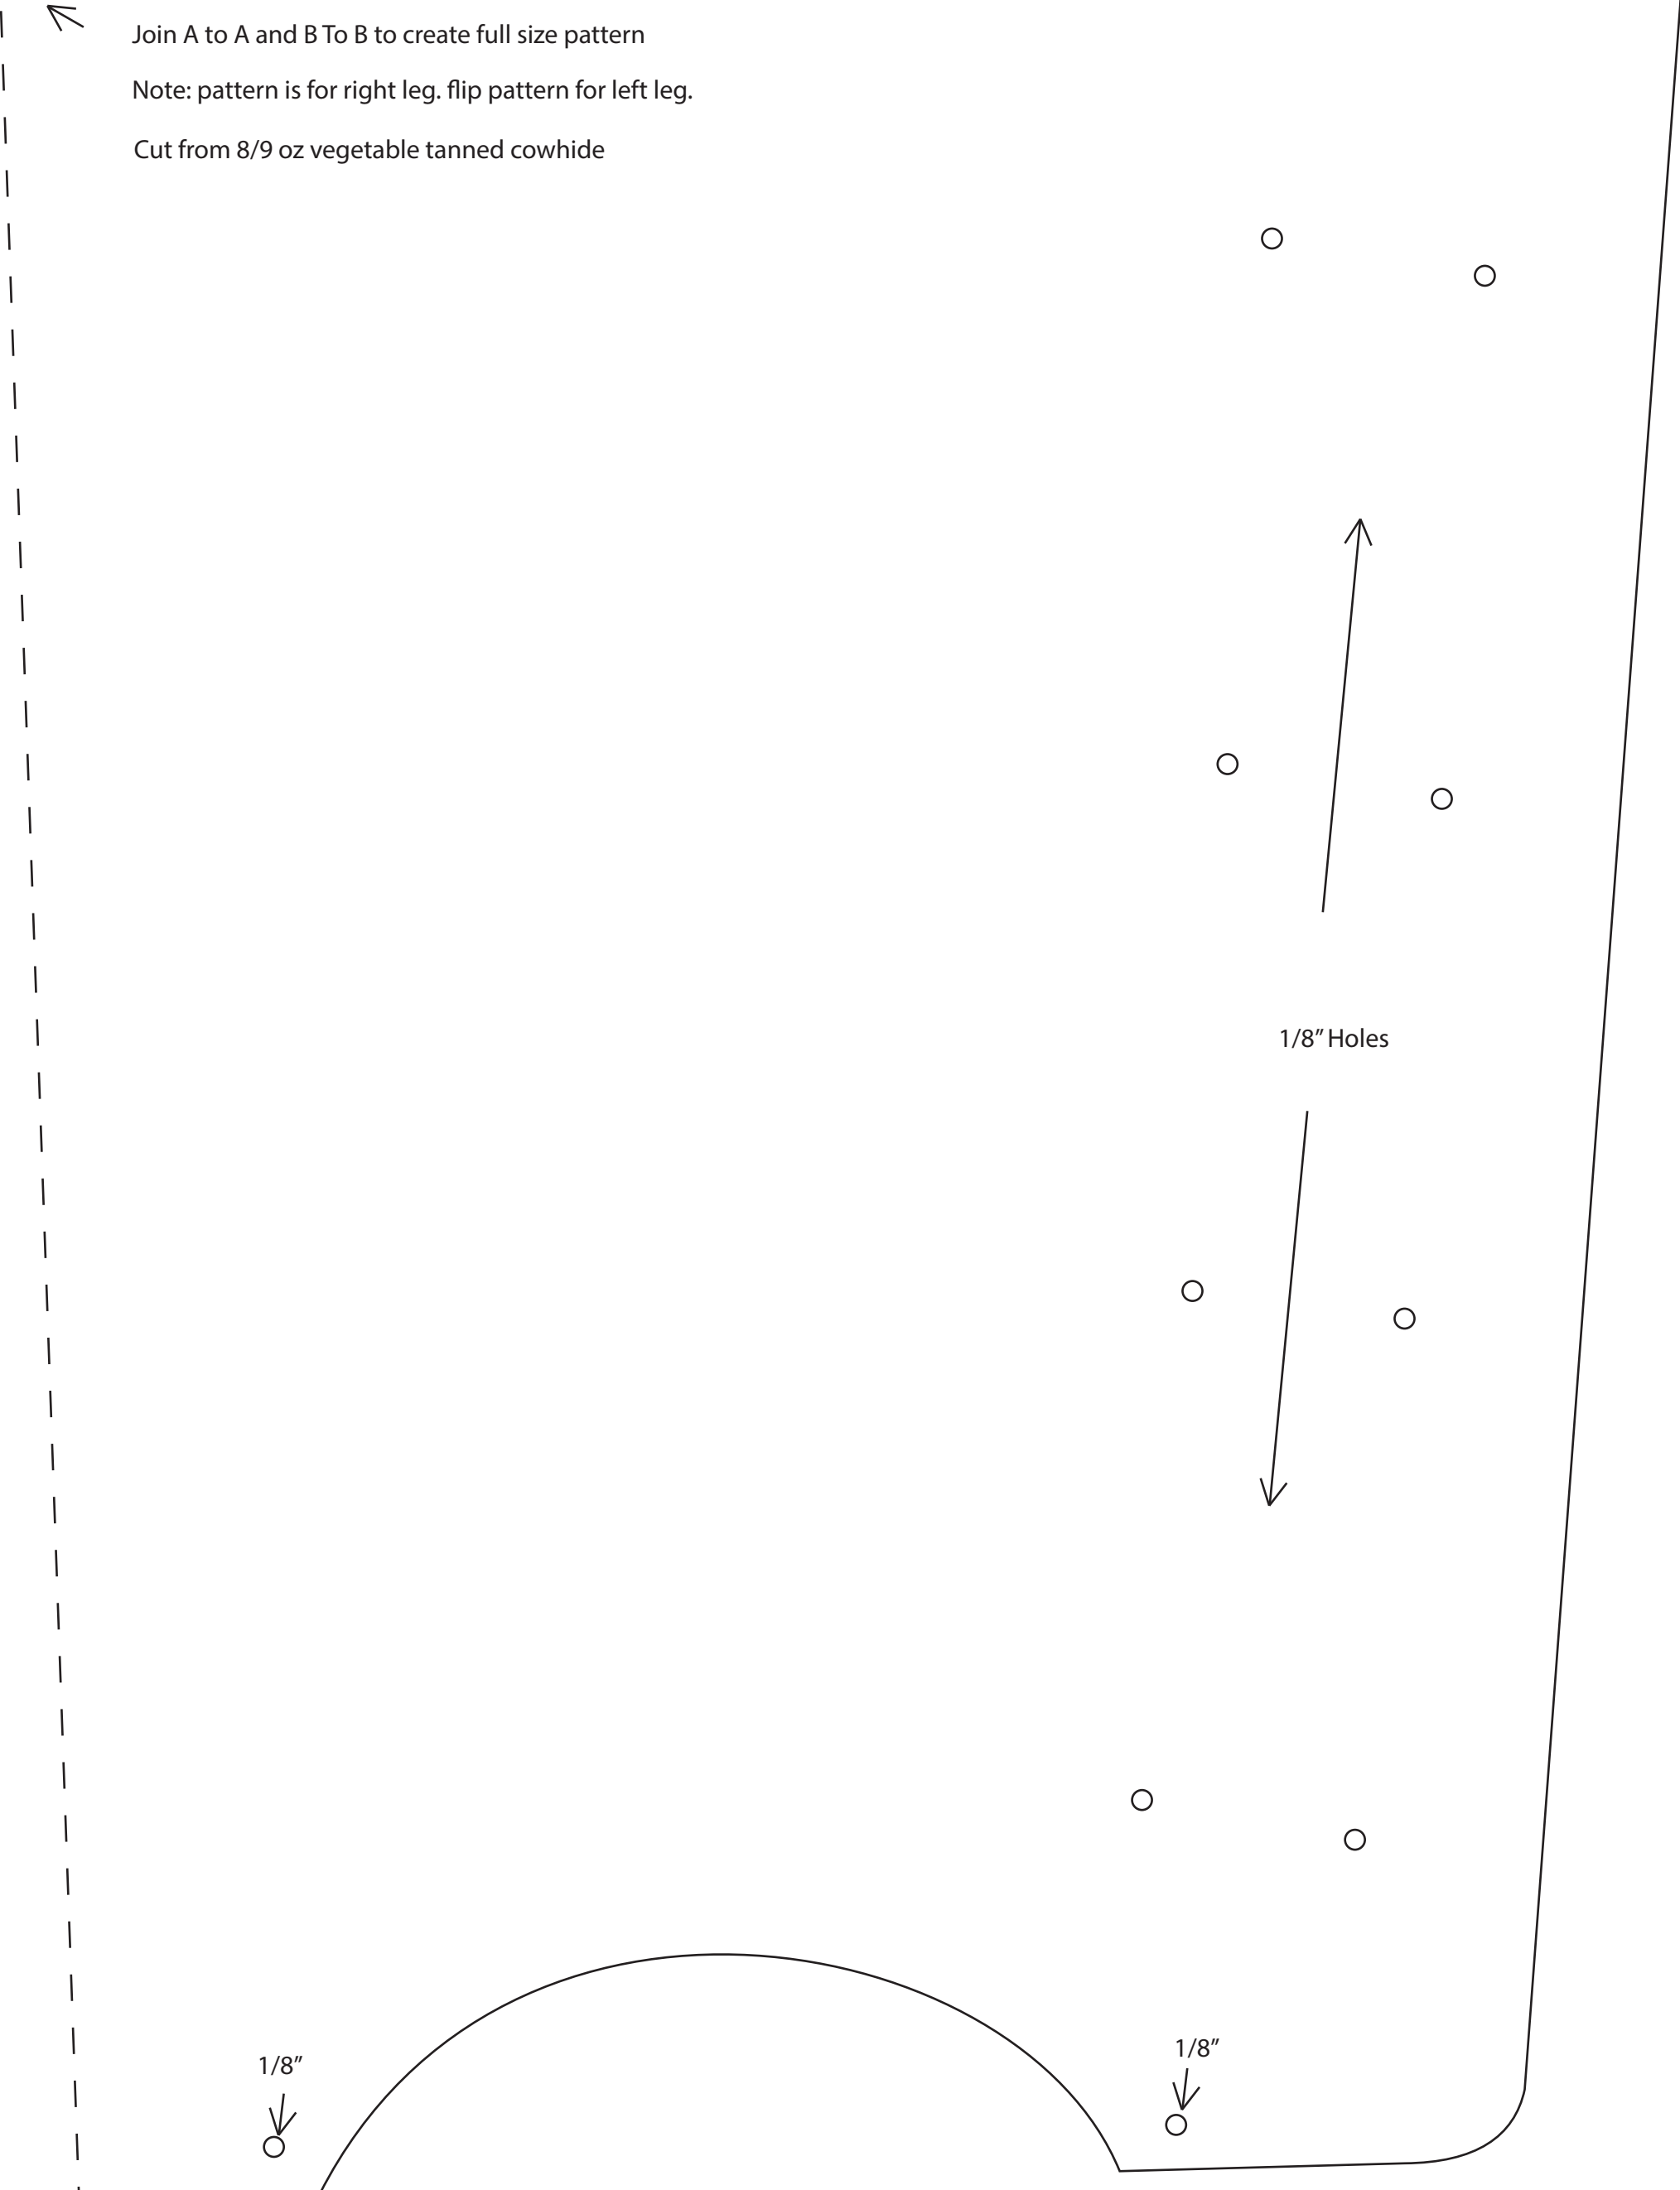 Join A to A and B To B to create full size pattern
Note: pattern is for right leg. flip pattern for left leg.
Cut from 8/9 oz vegetable tanned cowhide
1/8" Holes
1/8"
1/8"